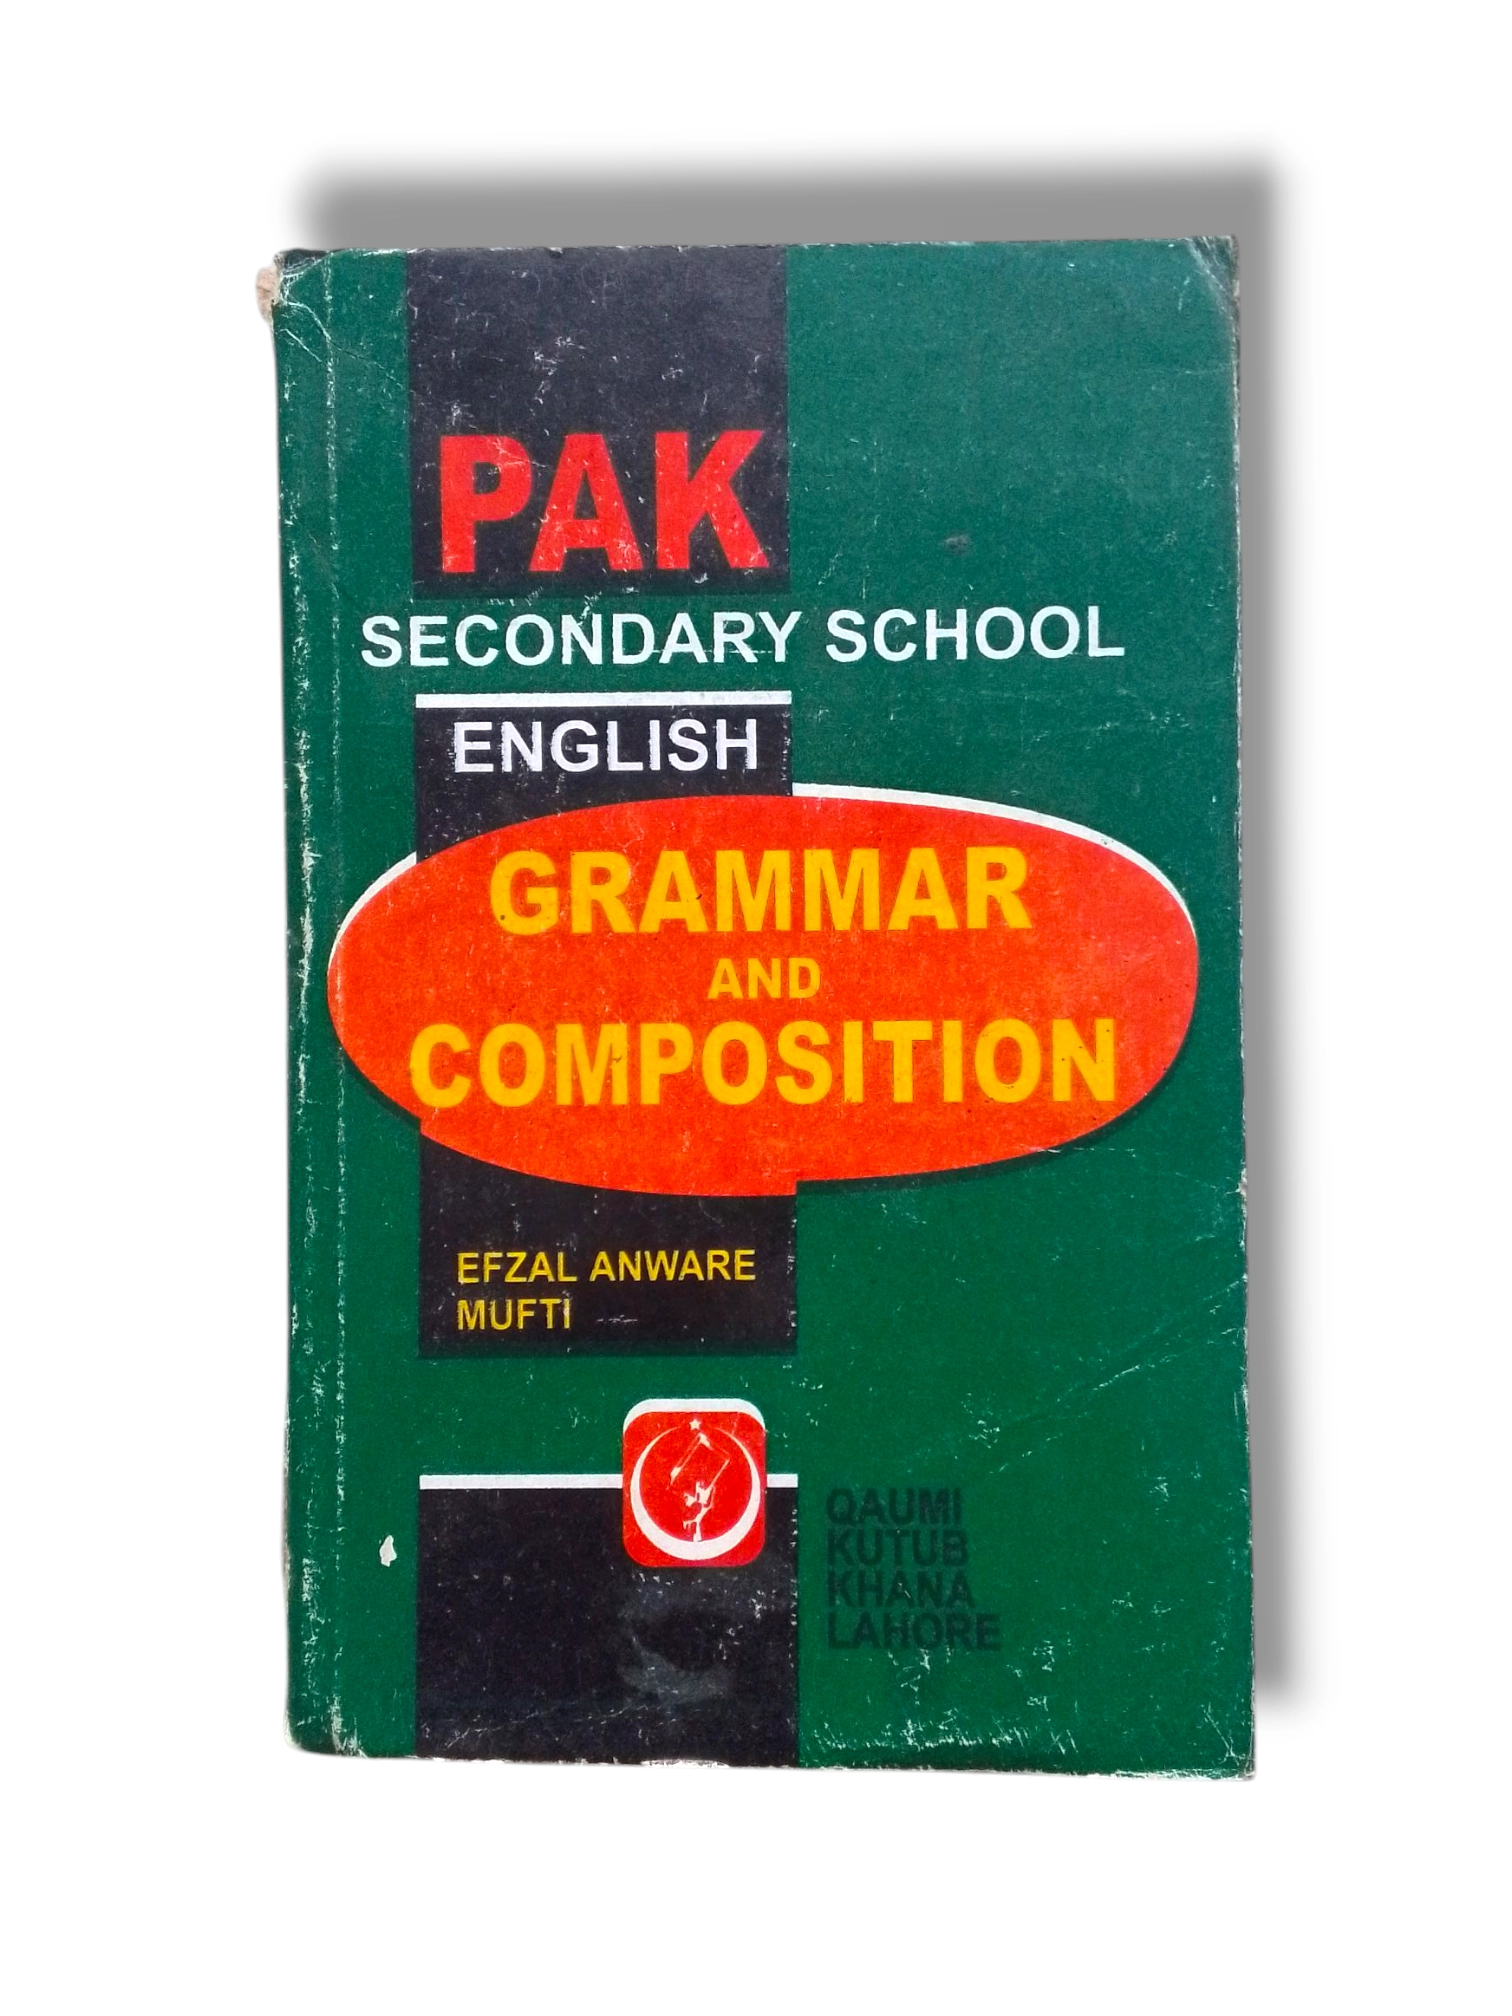 PAK
SECONDARY SCHOOL
ENGLISH
GRAMMAR
AND
COMPOSITION
EFZAL ANWARE
MUFTI
QAUMI
KUTUB
KHANA
LAHORE